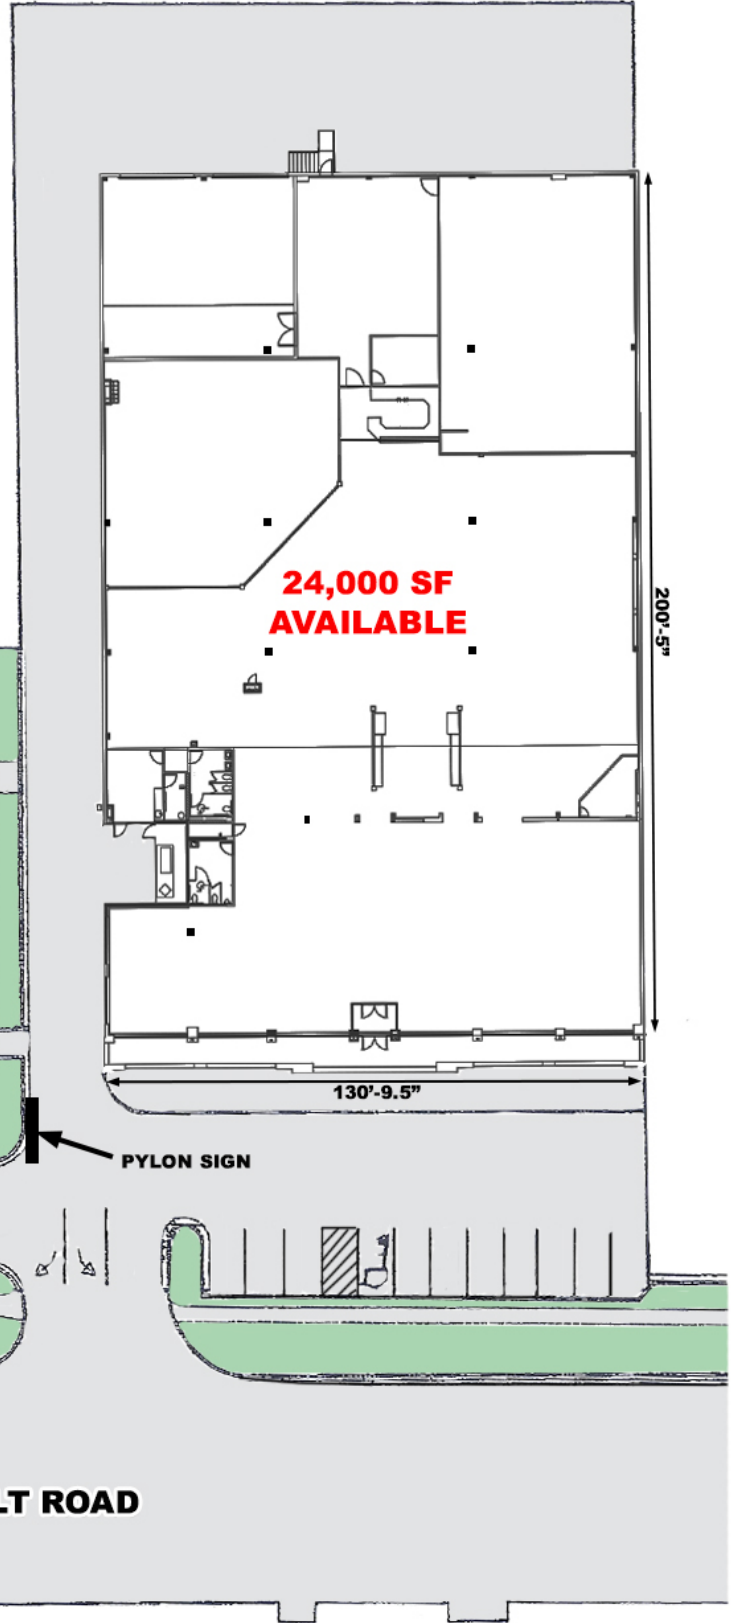 24,000 SF
AVAILABLE
200'-5"
130'-9.5"
PYLON SIGN
LT ROAD